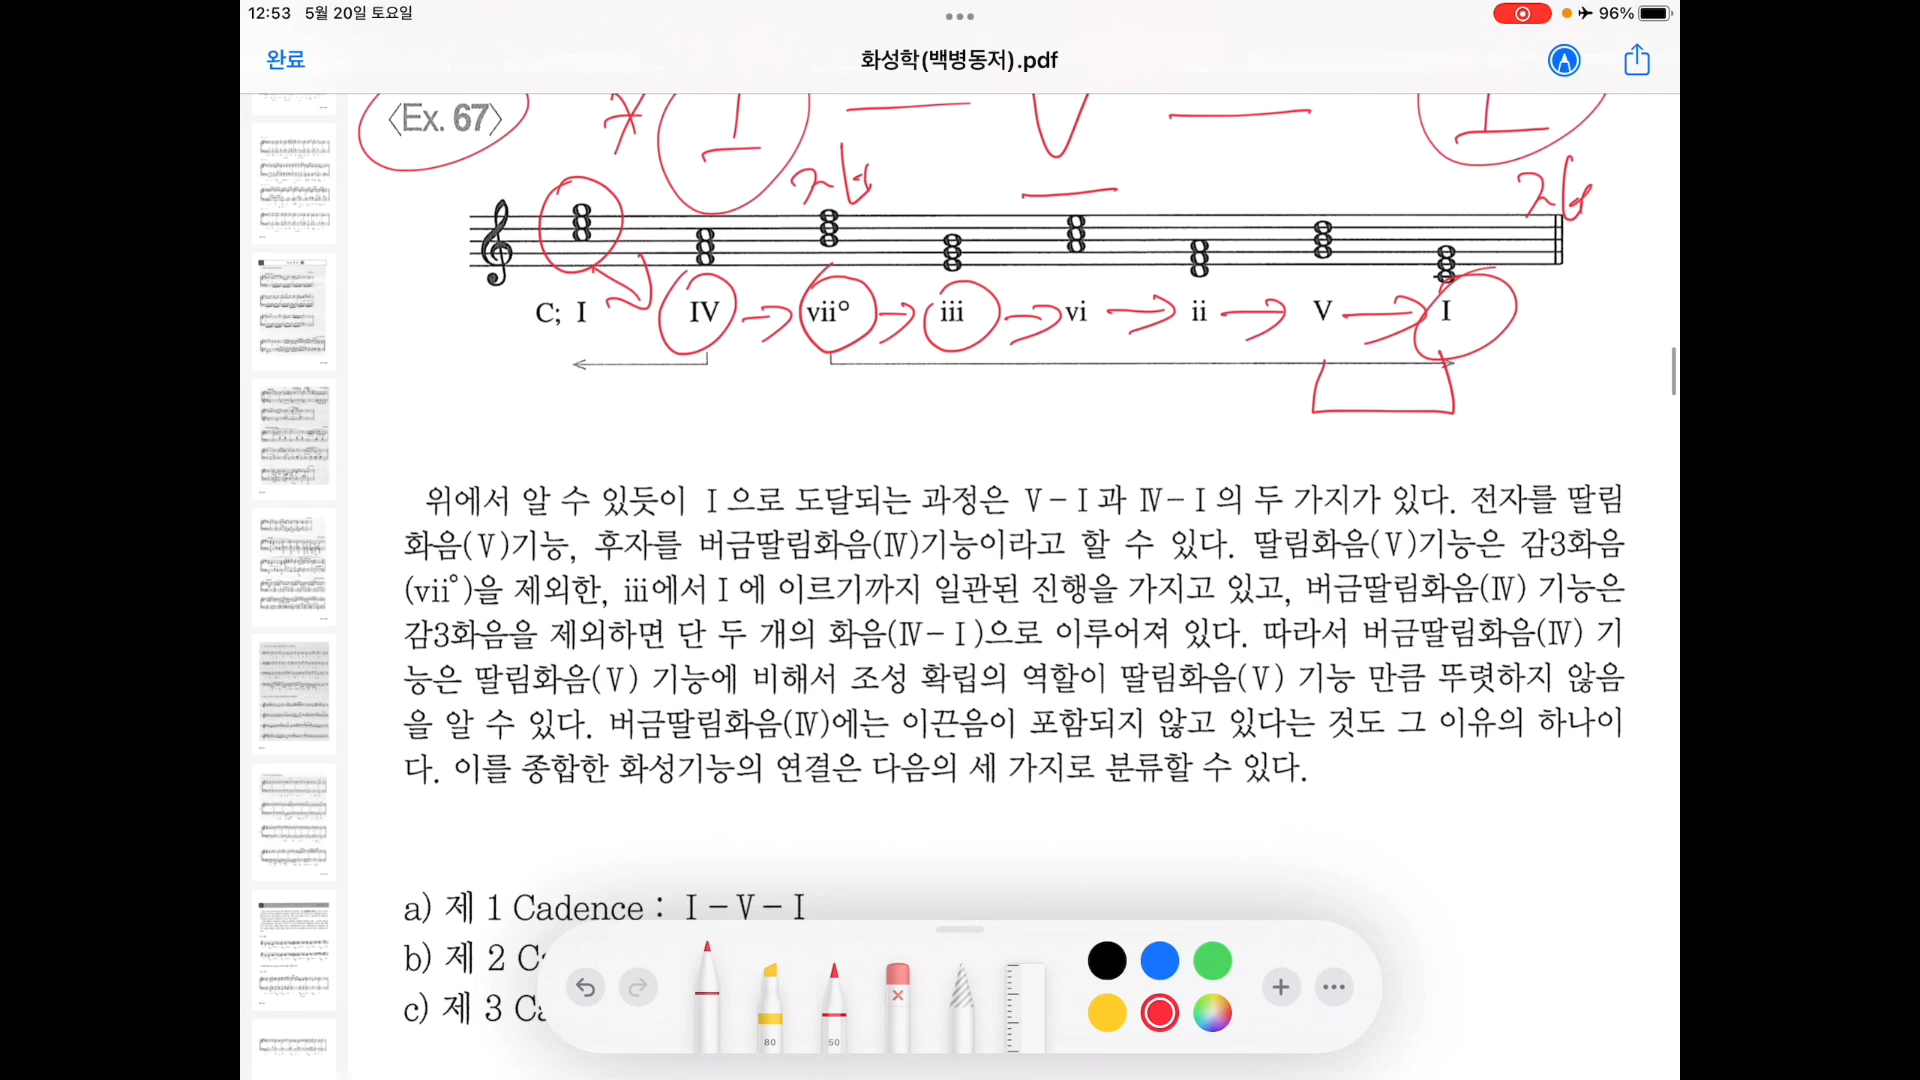 12:53 5월 20일 토요일
96%
완료
화성학(백병동저).pdf
〈Ex. 67〉
I V I
C; I IV vii° iii vi ii V I
위에서 알 수 있듯이 Ⅰ으로 도달되는 과정은 Ⅴ-Ⅰ과 Ⅳ-Ⅰ의 두 가지가 있다. 전자를 딸림
화음(Ⅴ)기능, 후자를 버금딸림화음(Ⅳ)기능이라고 할 수 있다. 딸림화음(Ⅴ)기능은 감3화음
(vii°)을 제외한, iii에서 Ⅰ에 이르기까지 일관된 진행을 가지고 있고, 버금딸림화음(Ⅳ) 기능은
감3화음을 제외하면 단 두 개의 화음(Ⅳ-Ⅰ)으로 이루어져 있다. 따라서 버금딸림화음(Ⅳ) 기
능은 딸림화음(Ⅴ) 기능에 비해서 조성 확립의 역할이 딸림화음(Ⅴ) 기능 만큼 뚜렷하지 않음
을 알 수 있다. 버금딸림화음(Ⅳ)에는 이끈음이 포함되지 않고 있다는 것도 그 이유의 하나이
다. 이를 종합한 화성기능의 연결은 다음의 세 가지로 분류할 수 있다.
a) 제 1 Cadence : Ⅰ-Ⅴ-Ⅰ
b) 제 2
c) 제 3
80 50